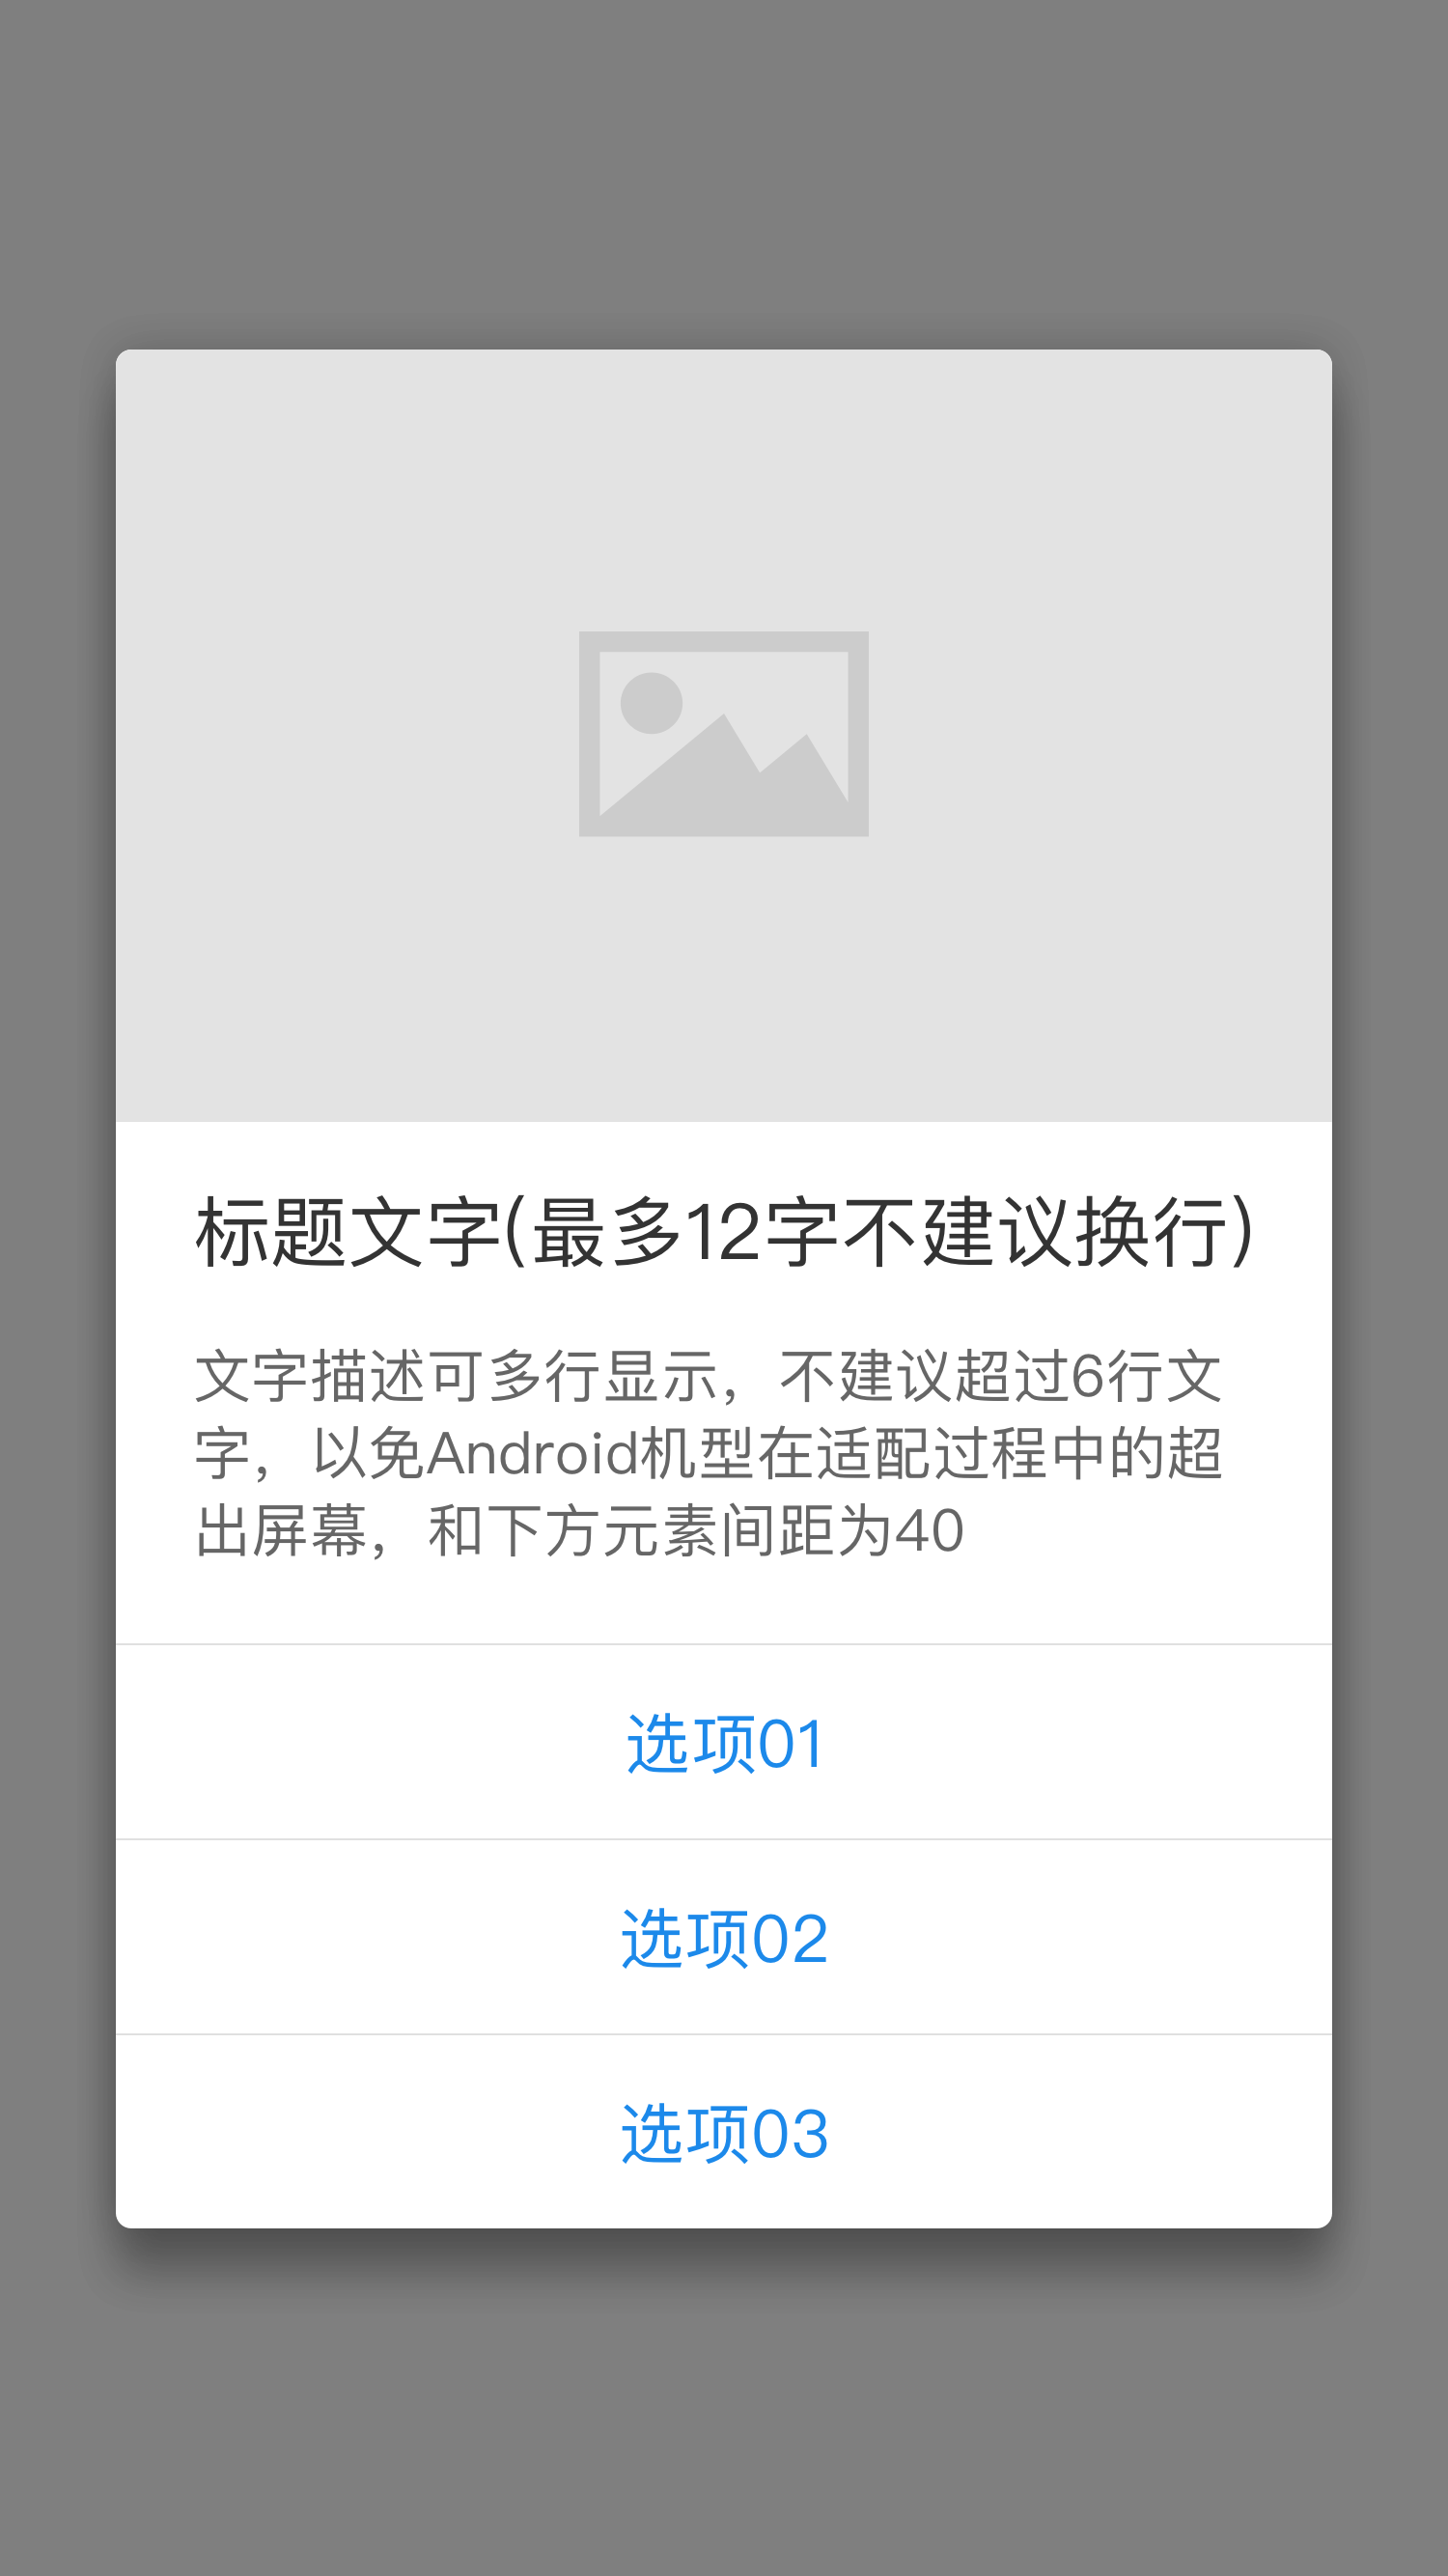 标题文字(最多12字不建议换行)
文字描述可多行显示，不建议超过6行文
字，以免Android机型在适配过程中的超
出屏幕，和下方元素间距为40
选项01
选项02
选项03